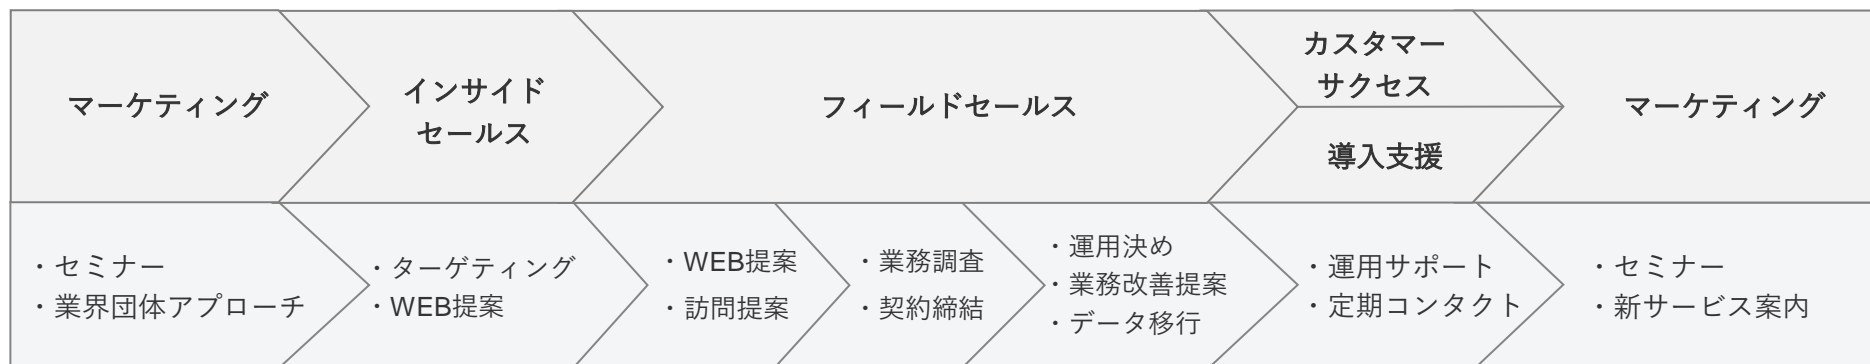 マーケティング
インサイド
セールス
フィールドセールス
カスタマー
サクセス
導入支援
マーケティング
・セミナー
・業界団体アプローチ
・ターゲティング
・WEB提案
・WEB提案
・訪問提案
・業務調査
・契約締結
・運用決め
・業務改善提案
・データ移行
・運用サポート
・定期コンタクト
・セミナー
・新サービス案内